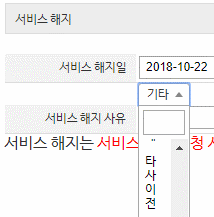 서비스 해지
서비스 해지일 2018-10-22
기타
서비스 해지 사유
서비스 해지는 서비스 청
타
사
이
전